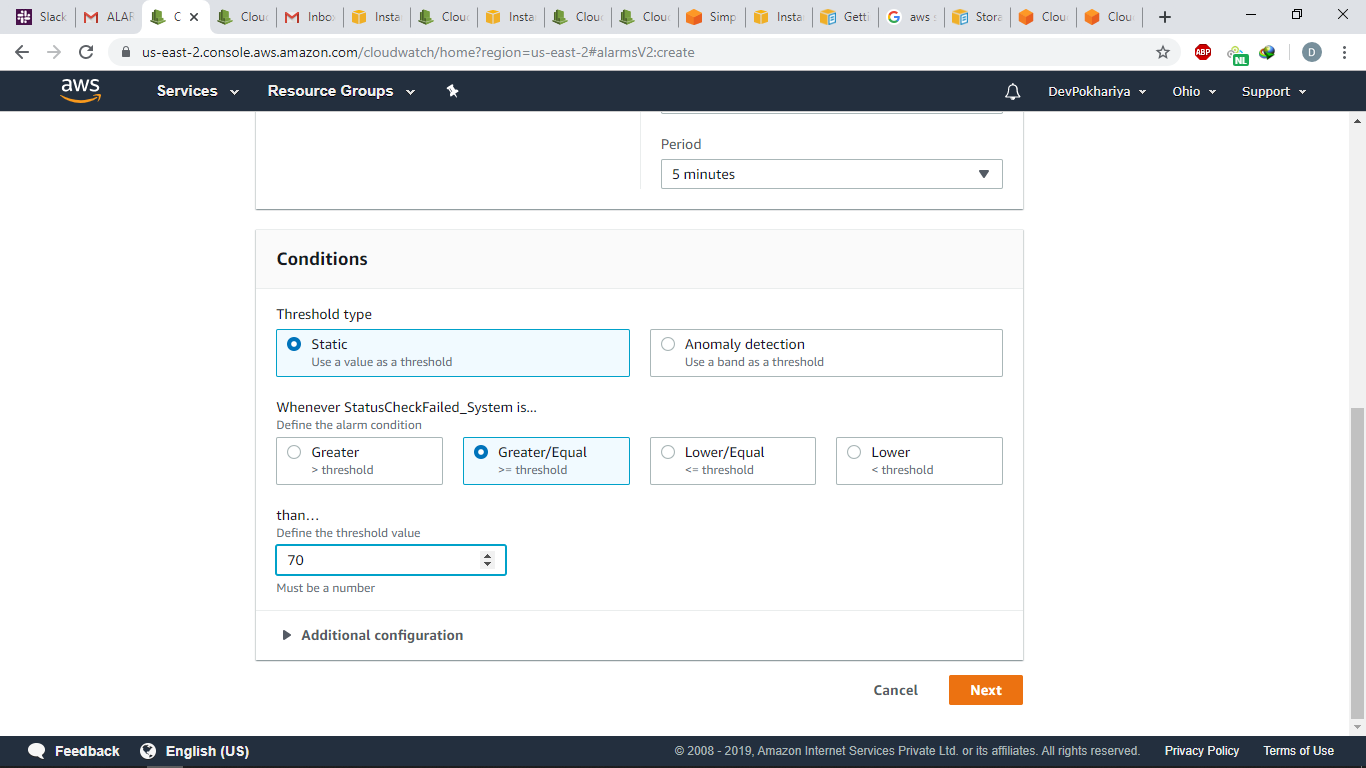 Slack
ALAR
C
Cloud
Inbox
Insta
Cloud
Insta
Cloud
Cloud
Simp
Insta
Gett
aws s
Stora
Clou
Clou
us-east-2.console.aws.amazon.com/cloudwatch/home?region=us-east-2#alarmsV2:create
ABP
NL
D
aws
Services
Resource Groups
DevPokhariya
Ohio
Support
Period
5 minutes
Conditions
Threshold type
Static
Use a value as a threshold
Anomaly detection
Use a band as a threshold
Whenever StatusCheckFailed_System is...
Define the alarm condition
Greater
> threshold
Greater/Equal
>= threshold
Lower/Equal
<= threshold
Lower
< threshold
than...
Define the threshold value
70
Must be a number
Additional configuration
Cancel
Next
Feedback
English (US)
© 2008 - 2019, Amazon Internet Services Private Ltd. or its affiliates. All rights reserved.
Privacy Policy
Terms of Use